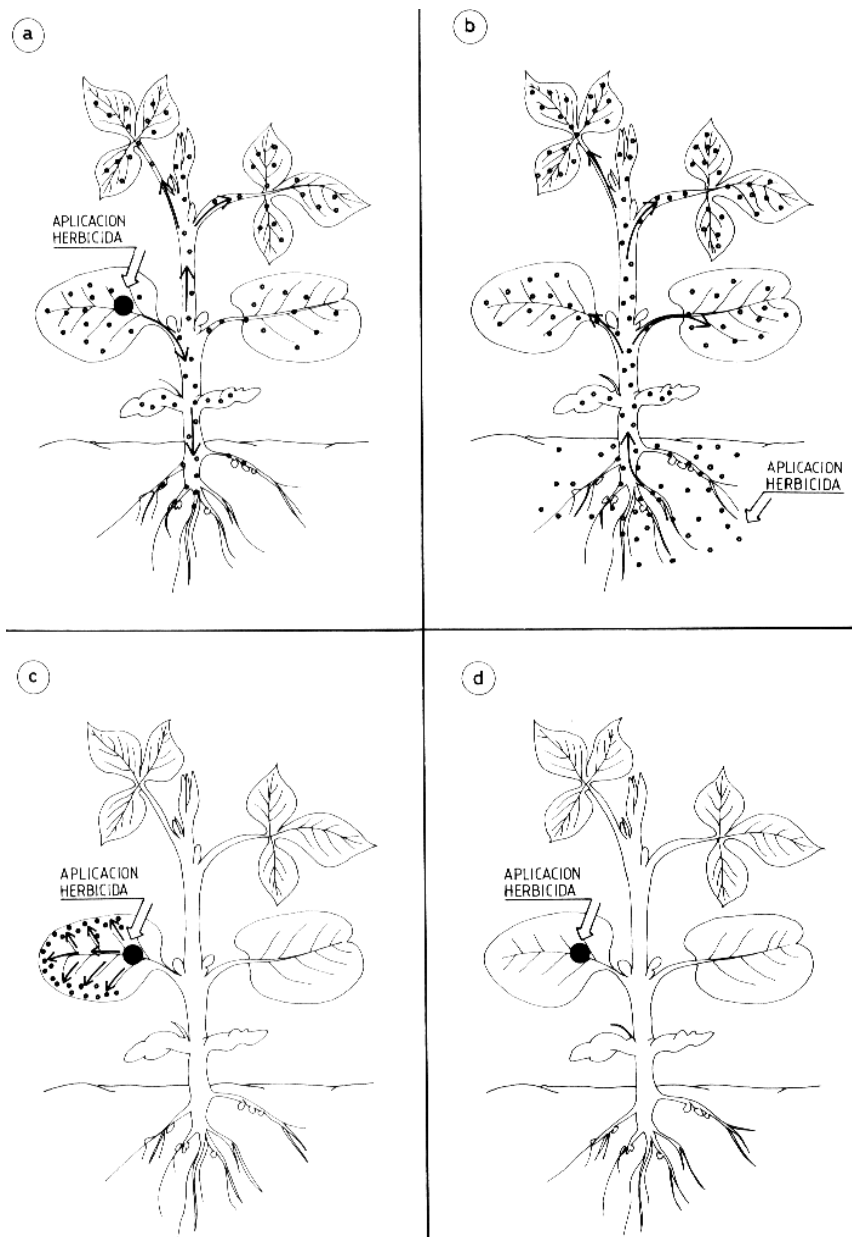 a
b
APLICACION
HERBICIDA
APLICACION
HERBICIDA
c
d
APLICACION
HERBICIDA
APLICACION
HERBICIDA